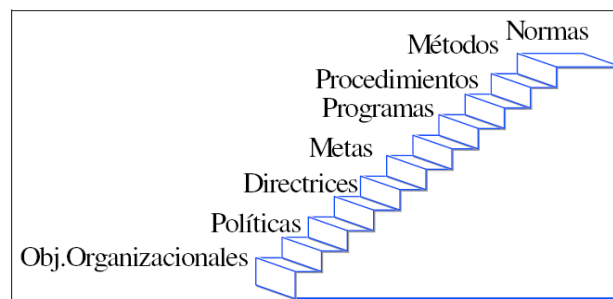 Normas
Métodos
Procedimientos
Programas
Metas
Directrices
Políticas
Obj.Organizacionales